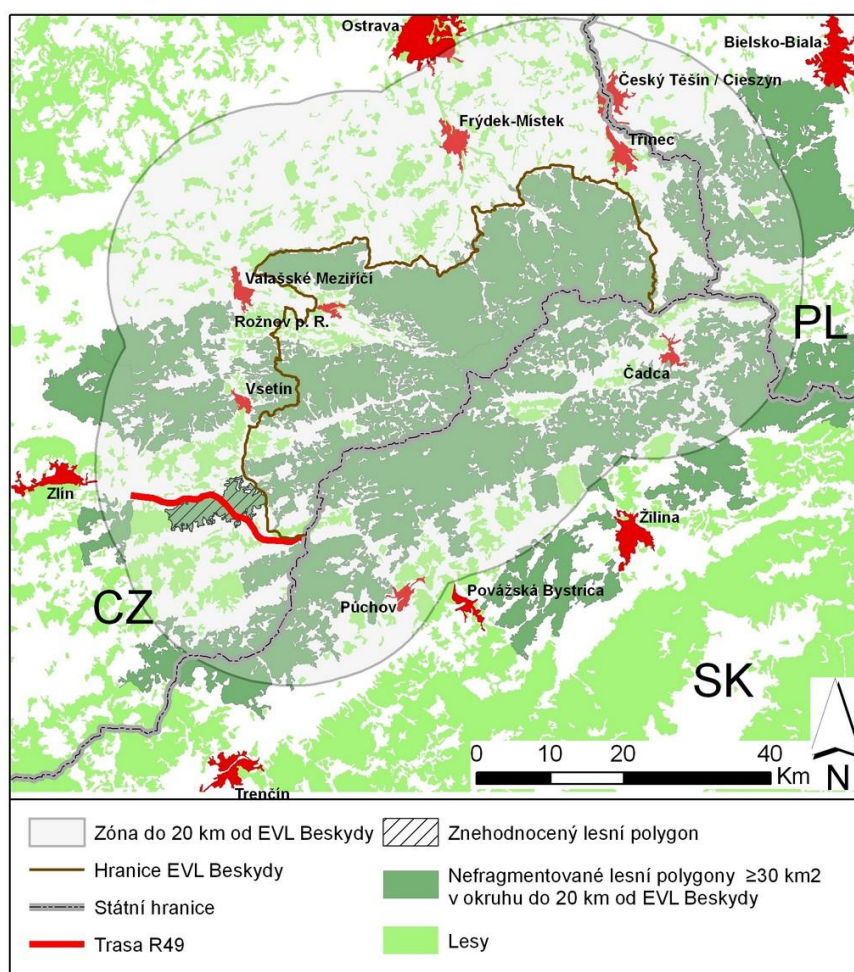 Ostrava
Bielsko-Biala
Český Těšín / Cieszyn
Frýdek-Místek
Třinec
Valašské Meziříčí
Rožnov p. R.
PL
Čadca
Vsetín
Zlín
Žilina
CZ
Púchov
Povážská Bystrica
SK
Trenčín
0 10 20 40
Km
N
Zóna do 20 km od EVL Beskydy
Hranice EVL Beskydy
Státní hranice
Trasa R49
Znehodnocený lesní polygon
Nefragmentované lesní polygony ≥30 km2
v okruhu do 20 km od EVL Beskydy
Lesy